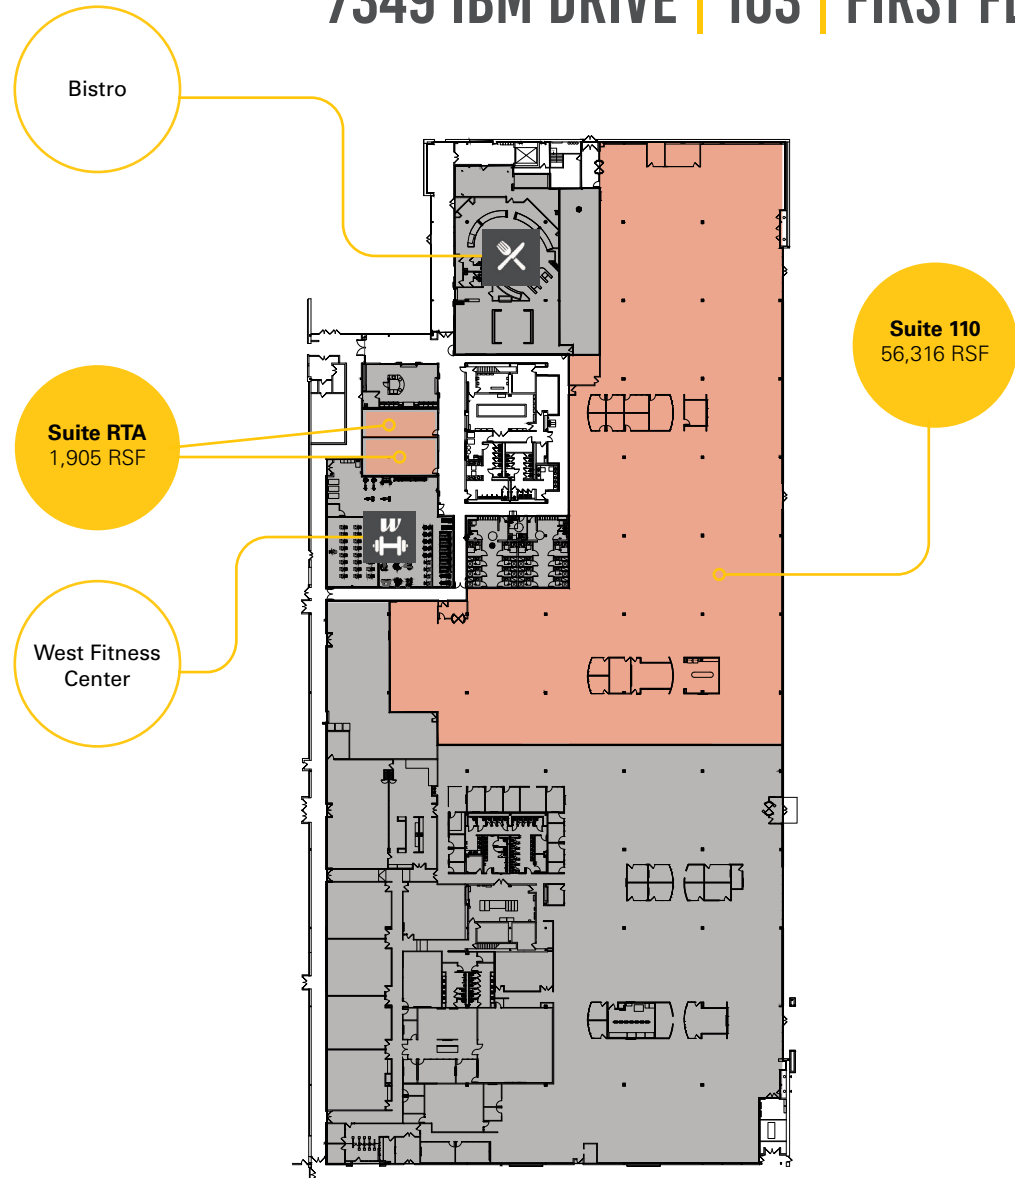 7349 IBM DRIVE | 103 | FIRST FL
Bistro
Suite 110
56,316 RSF
Suite RTA
1,905 RSF
W
West Fitness
Center